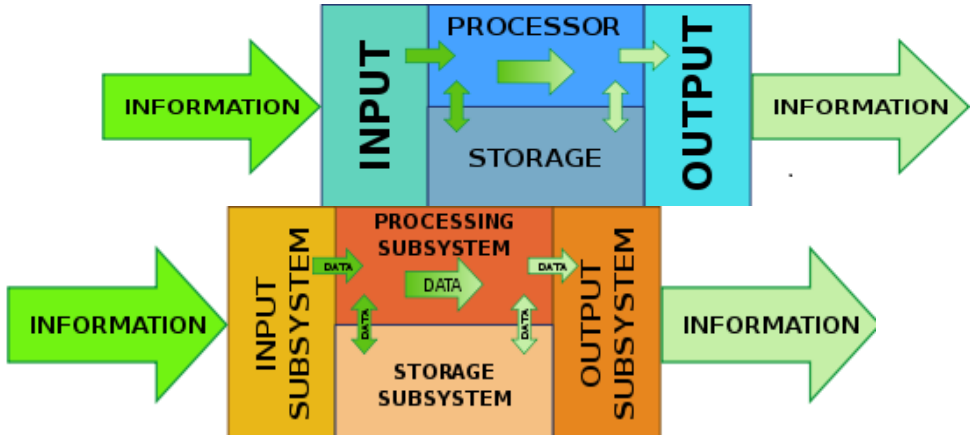 PROCESSOR
INFORMATION
INPUT
OUTPUT
INFORMATION
STORAGE
PROCESSING
SUBSYSTEM
INFORMATION
INPUT
SUBSYSTEM
DATA
DATA
DATA
DATA
DATA
OUTPUT
SUBSYSTEM
INFORMATION
STORAGE
SUBSYSTEM